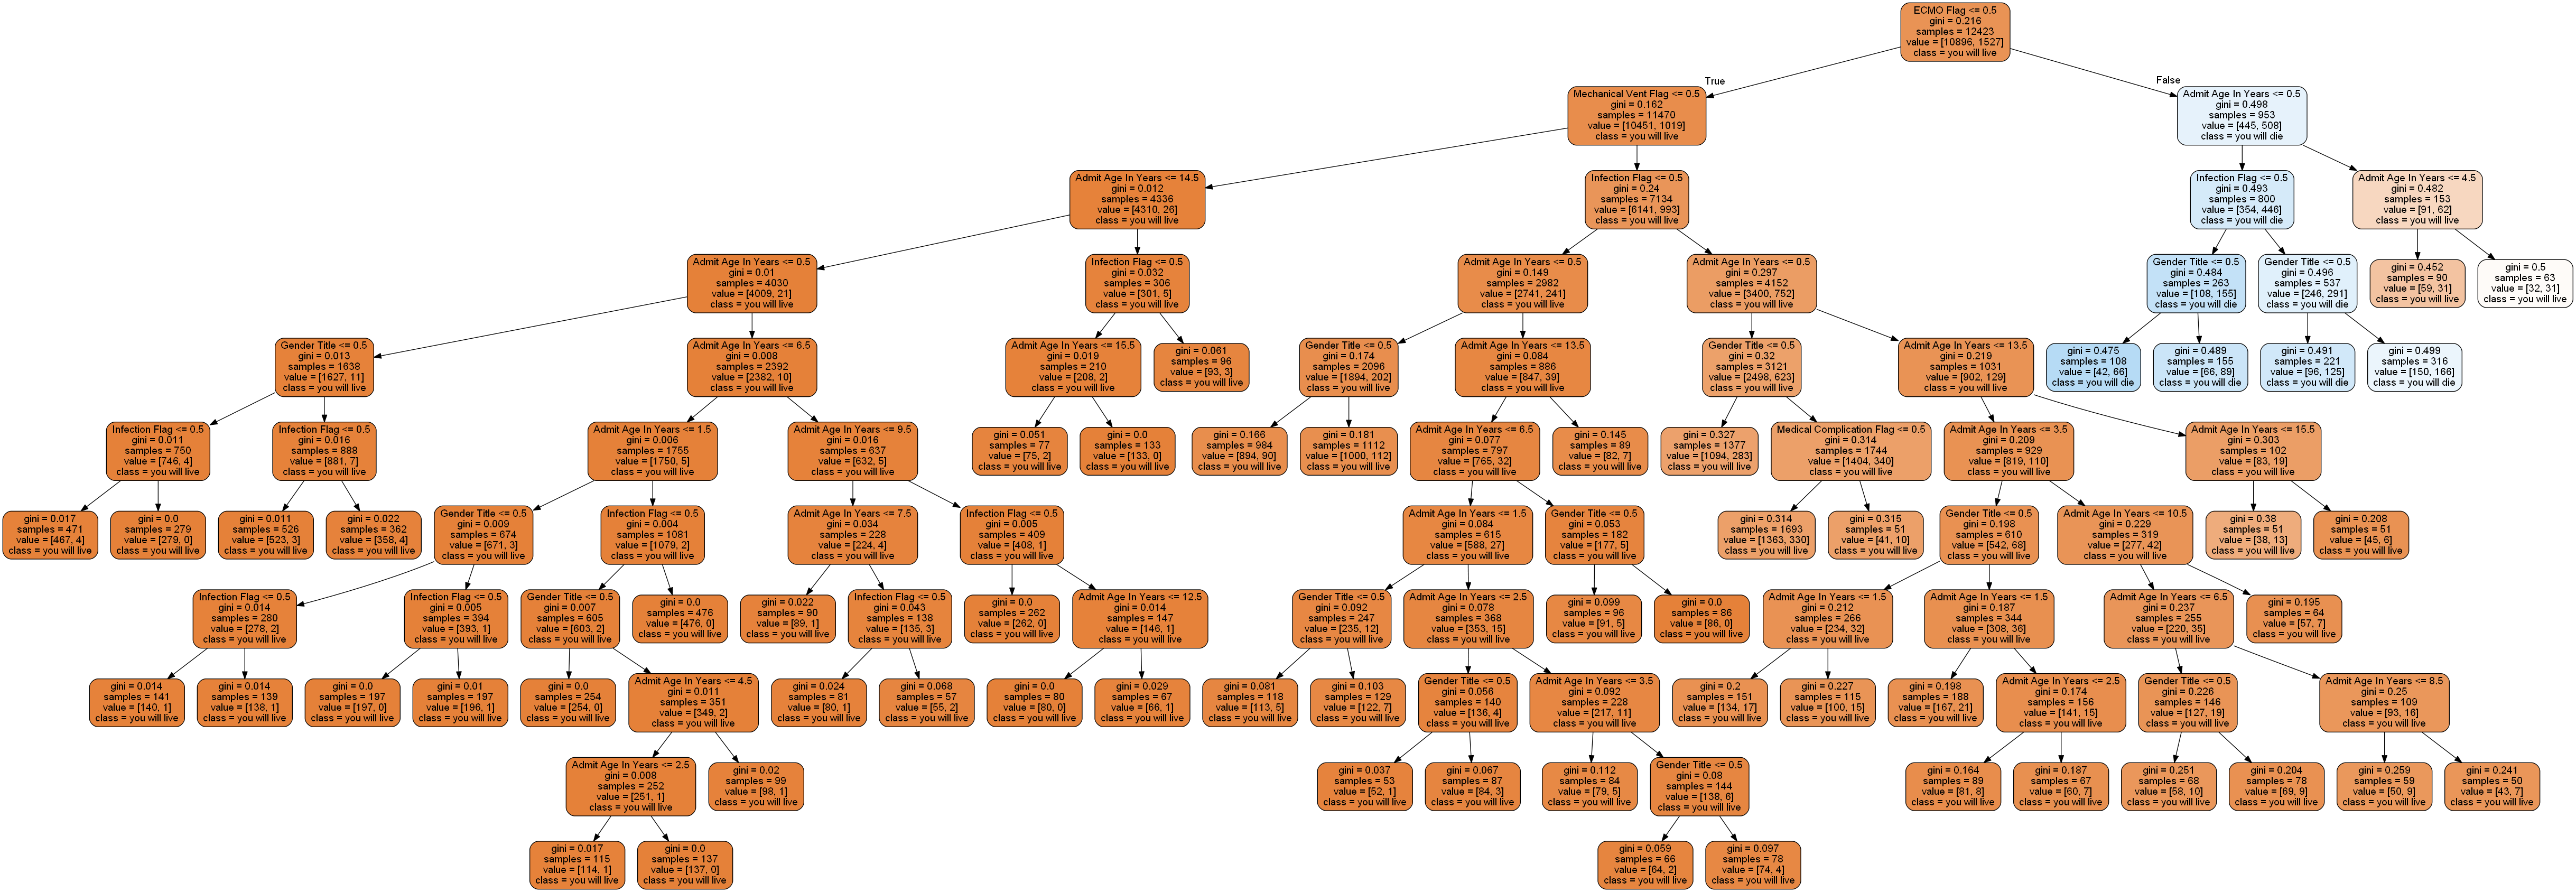 ECMO Flag <= 0.5
gini = 0.216
samples = 12423
value = [10896, 1527]
class = you will live
True
False
Mechanical Vent Flag <= 0.5
gini = 0.162
samples = 11470
value = [10451, 1019]
class = you will live
Admit Age In Years <= 0.5
gini = 0.498
samples = 953
value = [445, 508]
class = you will die
Admit Age In Years <= 14.5
gini = 0.012
samples = 4336
value = [4310, 26]
class = you will live
Infection Flag <= 0.5
gini = 0.24
samples = 7134
value = [6141, 993]
class = you will live
Infection Flag <= 0.5
gini = 0.493
samples = 800
value = [354, 446]
class = you will die
Admit Age In Years <= 4.5
gini = 0.482
samples = 153
value = [91, 62]
class = you will live
Admit Age In Years <= 0.5
gini = 0.01
samples = 4030
value = [4009, 21]
class = you will live
Infection Flag <= 0.5
gini = 0.032
samples = 306
value = [301, 5]
class = you will live
Admit Age In Years <= 0.5
gini = 0.149
samples = 2982
value = [2741, 241]
class = you will live
Admit Age In Years <= 0.5
gini = 0.297
samples = 4152
value = [3400, 752]
class = you will live
Gender Title <= 0.5
gini = 0.484
samples = 263
value = [108, 155]
class = you will die
Gender Title <= 0.5
gini = 0.496
samples = 537
value = [246, 291]
class = you will die
gini = 0.452
samples = 90
value = [59, 31]
class = you will live
gini = 0.5
samples = 63
value = [32, 31]
class = you will live
Gender Title <= 0.5
gini = 0.013
samples = 1638
value = [1627, 11]
class = you will live
Admit Age In Years <= 6.5
gini = 0.008
samples = 2392
value = [2382, 10]
class = you will live
Admit Age In Years <= 15.5
gini = 0.019
samples = 210
value = [208, 2]
class = you will live
gini = 0.061
samples = 96
value = [93, 3]
class = you will live
Gender Title <= 0.5
gini = 0.174
samples = 2096
value = [1894, 202]
class = you will live
Admit Age In Years <= 13.5
gini = 0.084
samples = 886
value = [847, 39]
class = you will live
Gender Title <= 0.5
gini = 0.32
samples = 3121
value = [2498, 623]
class = you will live
Admit Age In Years <= 13.5
gini = 0.219
samples = 1031
value = [902, 129]
class = you will live
gini = 0.475
samples = 108
value = [42, 66]
class = you will die
gini = 0.489
samples = 155
value = [66, 89]
class = you will die
gini = 0.491
samples = 221
value = [96, 125]
class = you will die
gini = 0.499
samples = 316
value = [150, 166]
class = you will die
Infection Flag <= 0.5
gini = 0.011
samples = 750
value = [746, 4]
class = you will live
Infection Flag <= 0.5
gini = 0.016
samples = 888
value = [881, 7]
class = you will live
Admit Age In Years <= 1.5
gini = 0.006
samples = 1755
value = [1750, 5]
class = you will live
Admit Age In Years <= 9.5
gini = 0.016
samples = 637
value = [632, 5]
class = you will live
gini = 0.051
samples = 77
value = [75, 2]
class = you will live
gini = 0.0
samples = 133
value = [133, 0]
class = you will live
gini = 0.166
samples = 984
value = [894, 90]
class = you will live
gini = 0.181
samples = 1112
value = [1000, 112]
class = you will live
Admit Age In Years <= 6.5
gini = 0.077
samples = 797
value = [765, 32]
class = you will live
gini = 0.145
samples = 89
value = [82, 7]
class = you will live
gini = 0.327
samples = 1377
value = [1094, 283]
class = you will live
Medical Complication Flag <= 0.5
gini = 0.314
samples = 1744
value = [1404, 340]
class = you will live
Admit Age In Years <= 3.5
gini = 0.209
samples = 929
value = [819, 110]
class = you will live
Admit Age In Years <= 15.5
gini = 0.303
samples = 102
value = [83, 19]
class = you will live
gini = 0.017
samples = 471
value = [467, 4]
class = you will live
gini = 0.0
samples = 279
value = [279, 0]
class = you will live
gini = 0.011
samples = 526
value = [523, 3]
class = you will live
gini = 0.022
samples = 362
value = [358, 4]
class = you will live
Gender Title <= 0.5
gini = 0.009
samples = 674
value = [671, 3]
class = you will live
Infection Flag <= 0.5
gini = 0.004
samples = 1081
value = [1079, 2]
class = you will live
Admit Age In Years <= 7.5
gini = 0.034
samples = 228
value = [224, 4]
class = you will live
Infection Flag <= 0.5
gini = 0.005
samples = 409
value = [408, 1]
class = you will live
Admit Age In Years <= 1.5
gini = 0.084
samples = 615
value = [588, 27]
class = you will live
Gender Title <= 0.5
gini = 0.053
samples = 182
value = [177, 5]
class = you will live
gini = 0.314
samples = 1693
value = [1363, 330]
class = you will live
gini = 0.315
samples = 51
value = [41, 10]
class = you will live
Gender Title <= 0.5
gini = 0.198
samples = 610
value = [542, 68]
class = you will live
Admit Age In Years <= 10.5
gini = 0.229
samples = 319
value = [277, 42]
class = you will live
gini = 0.38
samples = 51
value = [38, 13]
class = you will live
gini = 0.208
samples = 51
value = [45, 6]
class = you will live
Infection Flag <= 0.5
gini = 0.014
samples = 280
value = [278, 2]
class = you will live
Infection Flag <= 0.5
gini = 0.005
samples = 394
value = [393, 1]
class = you will live
Gender Title <= 0.5
gini = 0.007
samples = 605
value = [603, 2]
class = you will live
gini = 0.0
samples = 476
value = [476, 0]
class = you will live
gini = 0.022
samples = 90
value = [89, 1]
class = you will live
Infection Flag <= 0.5
gini = 0.043
samples = 138
value = [135, 3]
class = you will live
gini = 0.0
samples = 262
value = [262, 0]
class = you will live
Admit Age In Years <= 12.5
gini = 0.014
samples = 147
value = [146, 1]
class = you will live
Gender Title <= 0.5
gini = 0.092
samples = 247
value = [235, 12]
class = you will live
Admit Age In Years <= 2.5
gini = 0.078
samples = 368
value = [353, 15]
class = you will live
gini = 0.099
samples = 96
value = [91, 5]
class = you will live
gini = 0.0
samples = 86
value = [86, 0]
class = you will live
Admit Age In Years <= 1.5
gini = 0.212
samples = 266
value = [234, 32]
class = you will live
Admit Age In Years <= 1.5
gini = 0.187
samples = 344
value = [308, 36]
class = you will live
Admit Age In Years <= 6.5
gini = 0.237
samples = 255
value = [220, 35]
class = you will live
gini = 0.195
samples = 64
value = [57, 7]
class = you will live
gini = 0.014
samples = 141
value = [140, 1]
class = you will live
gini = 0.014
samples = 139
value = [138, 1]
class = you will live
gini = 0.0
samples = 197
value = [197, 0]
class = you will live
gini = 0.01
samples = 197
value = [196, 1]
class = you will live
gini = 0.0
samples = 254
value = [254, 0]
class = you will live
Admit Age In Years <= 4.5
gini = 0.011
samples = 351
value = [349, 2]
class = you will live
gini = 0.024
samples = 81
value = [80, 1]
class = you will live
gini = 0.068
samples = 57
value = [55, 2]
class = you will live
gini = 0.0
samples = 80
value = [80, 0]
class = you will live
gini = 0.029
samples = 67
value = [66, 1]
class = you will live
gini = 0.081
samples = 118
value = [113, 5]
class = you will live
gini = 0.103
samples = 129
value = [122, 7]
class = you will live
Gender Title <= 0.5
gini = 0.056
samples = 140
value = [136, 4]
class = you will live
Admit Age In Years <= 3.5
gini = 0.092
samples = 228
value = [217, 11]
class = you will live
gini = 0.2
samples = 151
value = [134, 17]
class = you will live
gini = 0.227
samples = 115
value = [100, 15]
class = you will live
gini = 0.198
samples = 188
value = [167, 21]
class = you will live
Admit Age In Years <= 2.5
gini = 0.174
samples = 156
value = [141, 15]
class = you will live
Gender Title <= 0.5
gini = 0.226
samples = 146
value = [127, 19]
class = you will live
Admit Age In Years <= 8.5
gini = 0.25
samples = 109
value = [93, 16]
class = you will live
Admit Age In Years <= 2.5
gini = 0.008
samples = 252
value = [251, 1]
class = you will live
gini = 0.02
samples = 99
value = [98, 1]
class = you will live
gini = 0.037
samples = 53
value = [52, 1]
class = you will live
gini = 0.067
samples = 87
value = [84, 3]
class = you will live
gini = 0.112
samples = 84
value = [79, 5]
class = you will live
Gender Title <= 0.5
gini = 0.08
samples = 144
value = [138, 6]
class = you will live
gini = 0.164
samples = 89
value = [81, 8]
class = you will live
gini = 0.187
samples = 67
value = [60, 7]
class = you will live
gini = 0.251
samples = 68
value = [58, 10]
class = you will live
gini = 0.204
samples = 78
value = [69, 9]
class = you will live
gini = 0.259
samples = 59
value = [50, 9]
class = you will live
gini = 0.241
samples = 50
value = [43, 7]
class = you will live
gini = 0.017
samples = 115
value = [114, 1]
class = you will live
gini = 0.0
samples = 137
value = [137, 0]
class = you will live
gini = 0.059
samples = 66
value = [64, 2]
class = you will live
gini = 0.097
samples = 78
value = [74, 4]
class = you will live